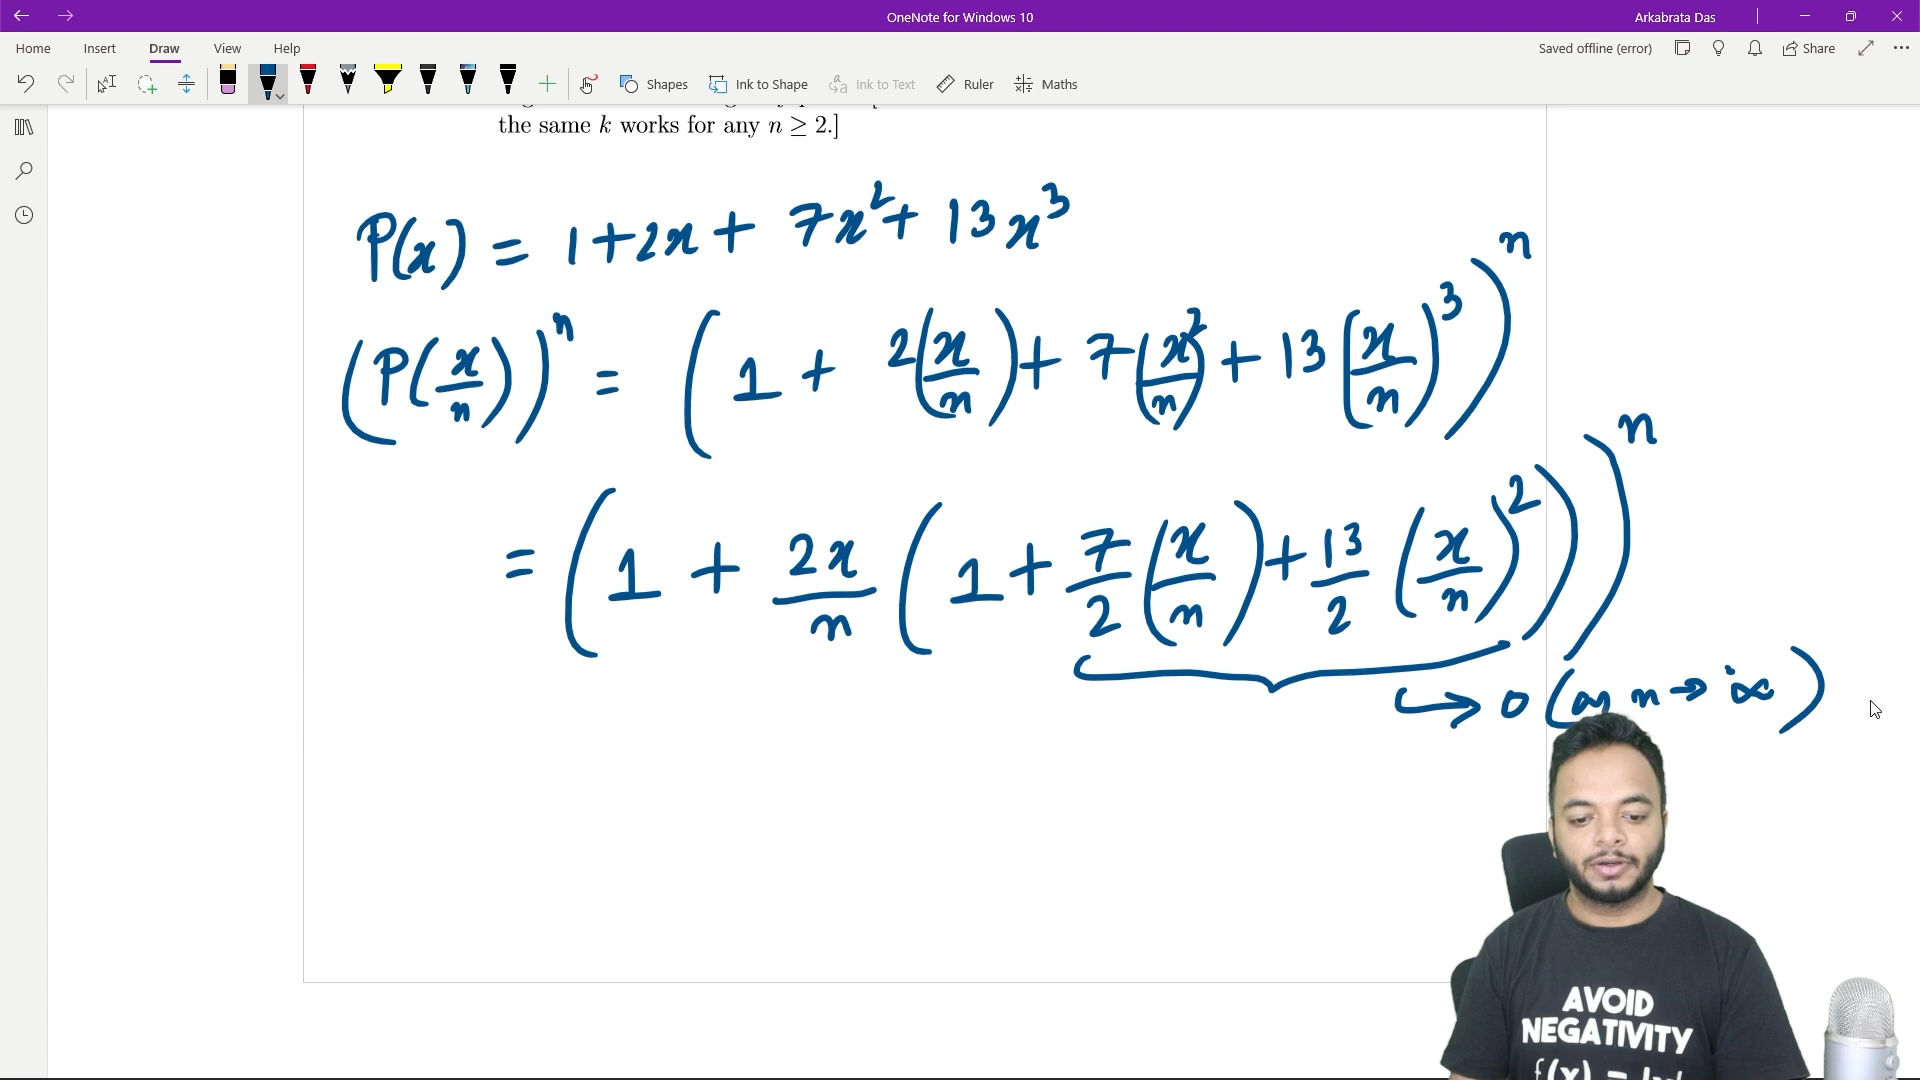 OneNote for Windows 10
Arkabrata Das
Home Insert Draw View Help
Saved offline (error) Share
Shapes Ink to Shape Ink to Text Ruler Maths
the same k works for any n ≥ 2.]
P(x) = 1+2x + 7x²+ 13x³
(P(x/n))ⁿ = (1 + 2(x/n) + 7(x/n)² + 13(x/n)³)ⁿ
= (1 + 2x/n (1 + 7/2 (x/n) + 13/2 (x/n)²))ⁿ
↪ 0 (as n → ∞)
AVOID
NEGATIVITY